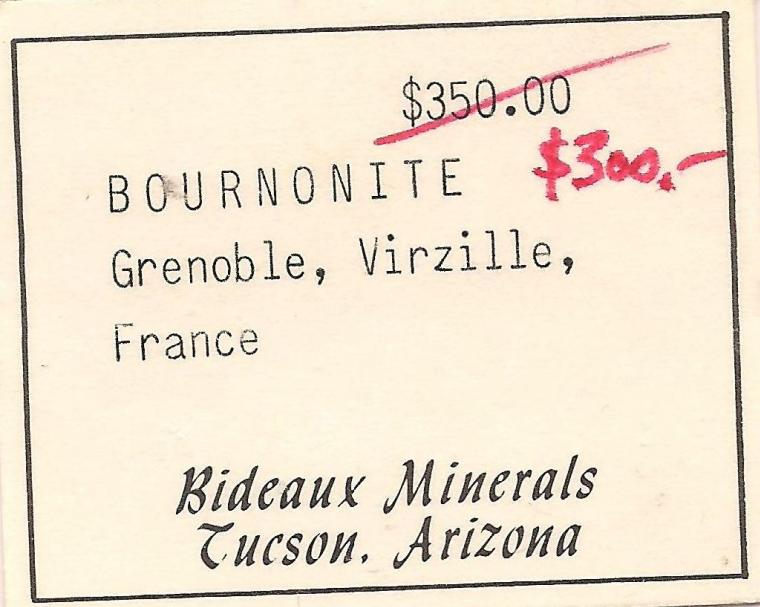 $350.00
$300.-
BOURNONITE
Grenoble, Virzille,
France
Bideaux Minerals
Tucson. Arizona